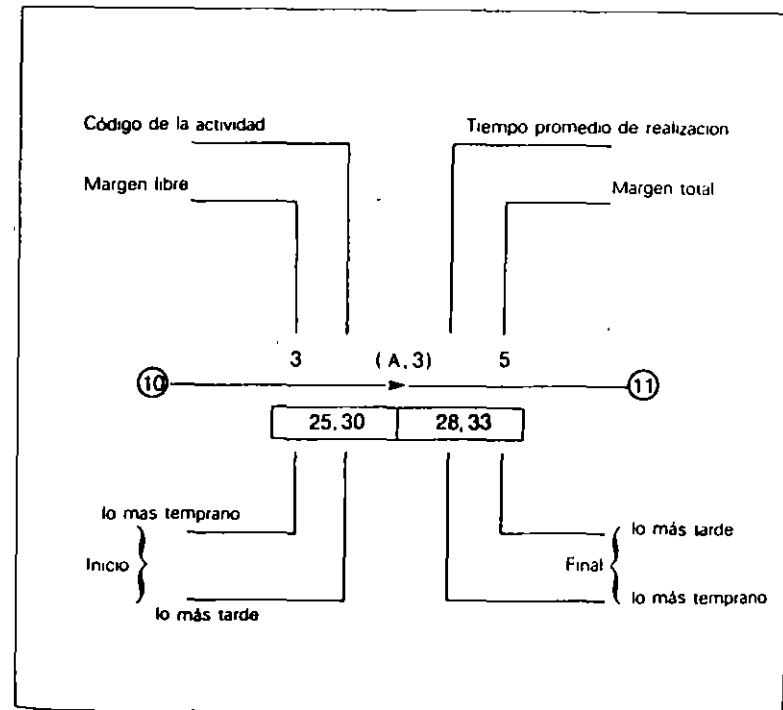 Código de la actividad
Tiempo promedio de realizacion
Margen libre
Margen total
3 (A, 3) 5
10 11
25, 30 28, 33
lo mas temprano
lo más tarde
Inicio
Final
lo más tarde
lo más temprano